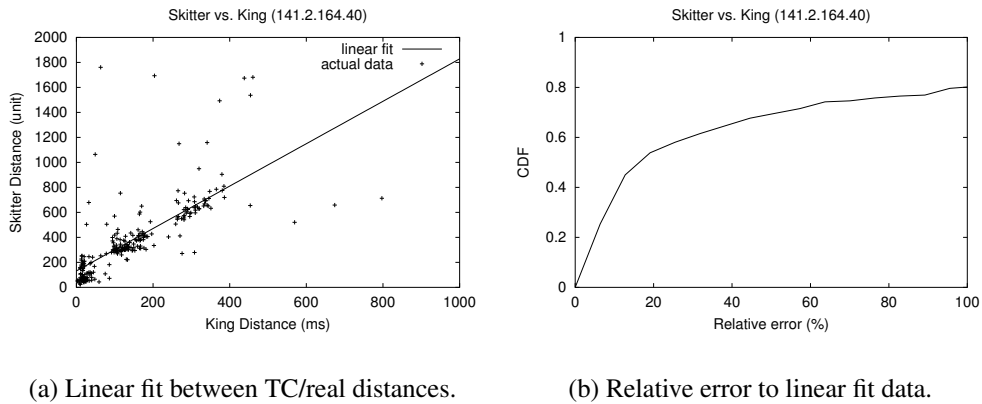 Skitter vs. King (141.2.164.40)
2000
1800
1600
1400
1200
1000
800
600
400
200
0
Skitter Distance (unit)
linear fit
actual data
0 200 400 600 800 1000
King Distance (ms)
(a) Linear fit between TC/real distances.
Skitter vs. King (141.2.164.40)
1
0.8
0.6
0.4
0.2
0
CDF
0 20 40 60 80 100
Relative error (%)
(b) Relative error to linear fit data.